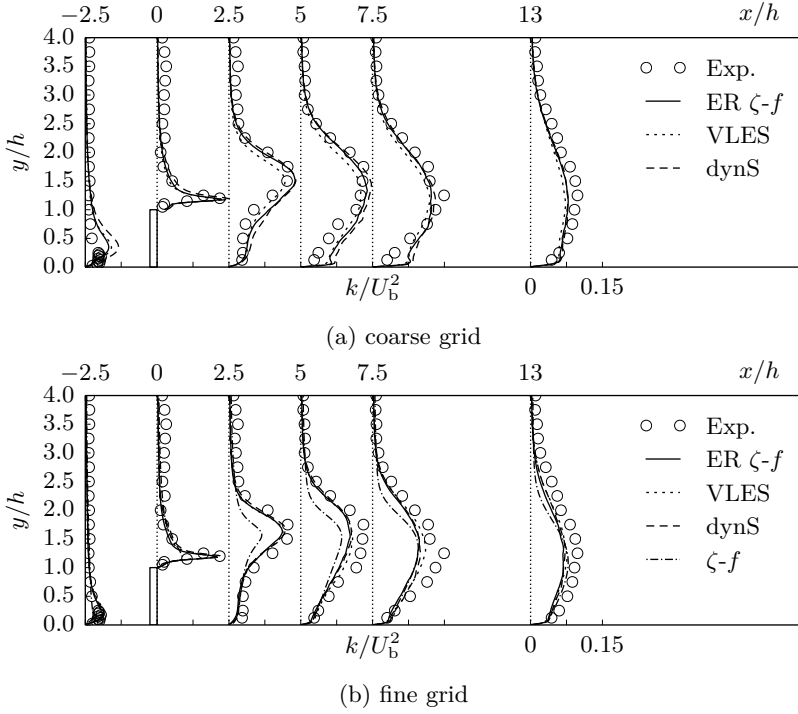 −2.5 0 2.5 5 7.5 13 x/h
4.0
3.5
3.0
2.5
2.0
1.5
1.0
0.5
0.0
y/h
Exp.
ER ζ-f
VLES
dynS
k/U_b^2 0 0.15
(a) coarse grid
−2.5 0 2.5 5 7.5 13 x/h
4.0
3.5
3.0
2.5
2.0
1.5
1.0
0.5
0.0
y/h
Exp.
ER ζ-f
VLES
dynS
ζ-f
k/U_b^2 0 0.15
(b) fine grid